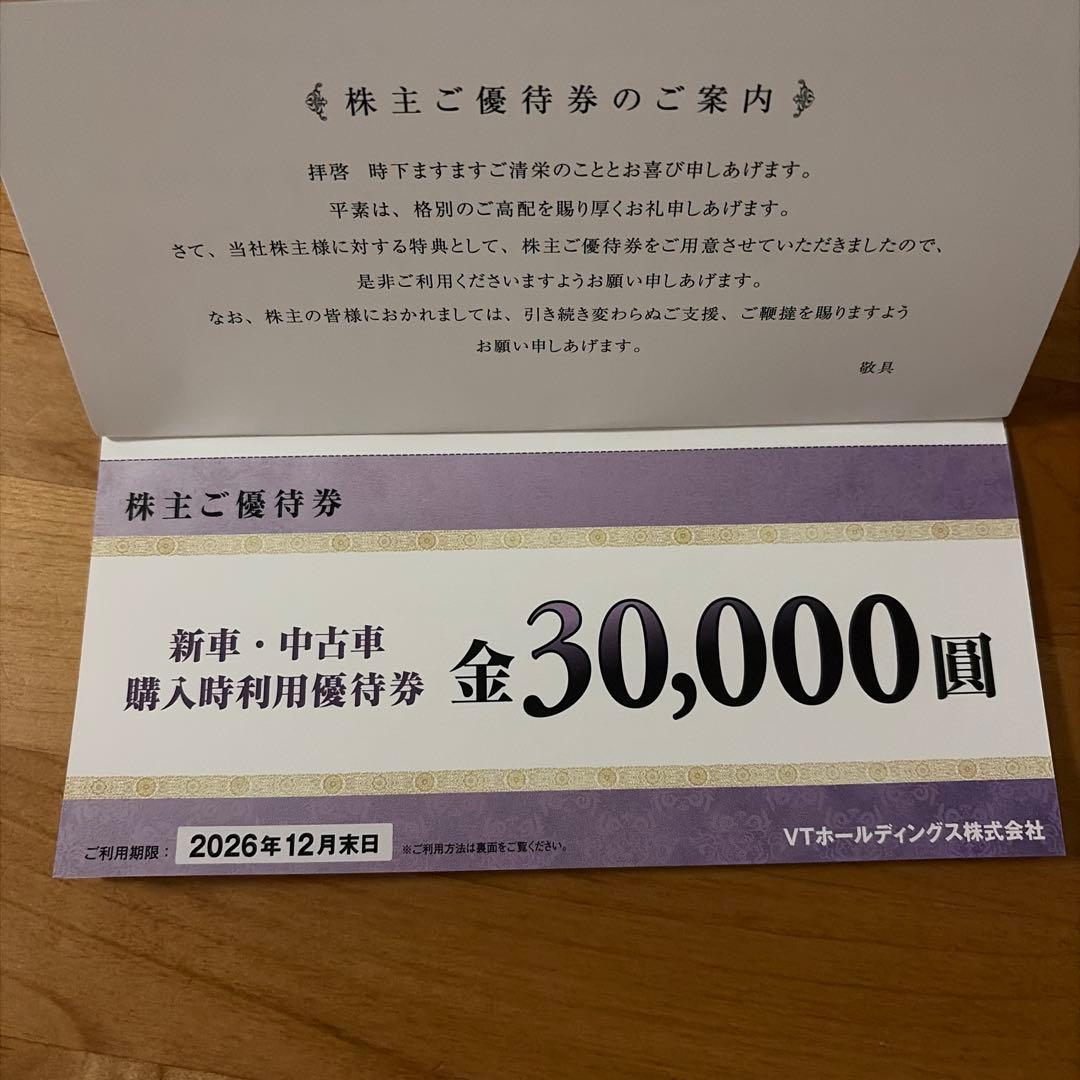 株主ご優待券のご案内
拝啓　時下ますますご清栄のこととお喜び申しあげます。
平素は、格別のご高配を賜り厚くお礼申しあげます。
さて、当社株主様に対する特典として、株主ご優待券をご用意させていただきましたので、
是非ご利用くださいますようお願い申しあげます。
なお、株主の皆様におかれましては、引き続き変わらぬご支援、ご鞭撻を賜りますよう
お願い申しあげます。
敬具
株主ご優待券
新車・中古車
購入時利用優待券
金30,000圓
ご利用期限：2026年12月末日 ※ご利用方法は裏面をご覧ください。
VTホールディングス株式会社